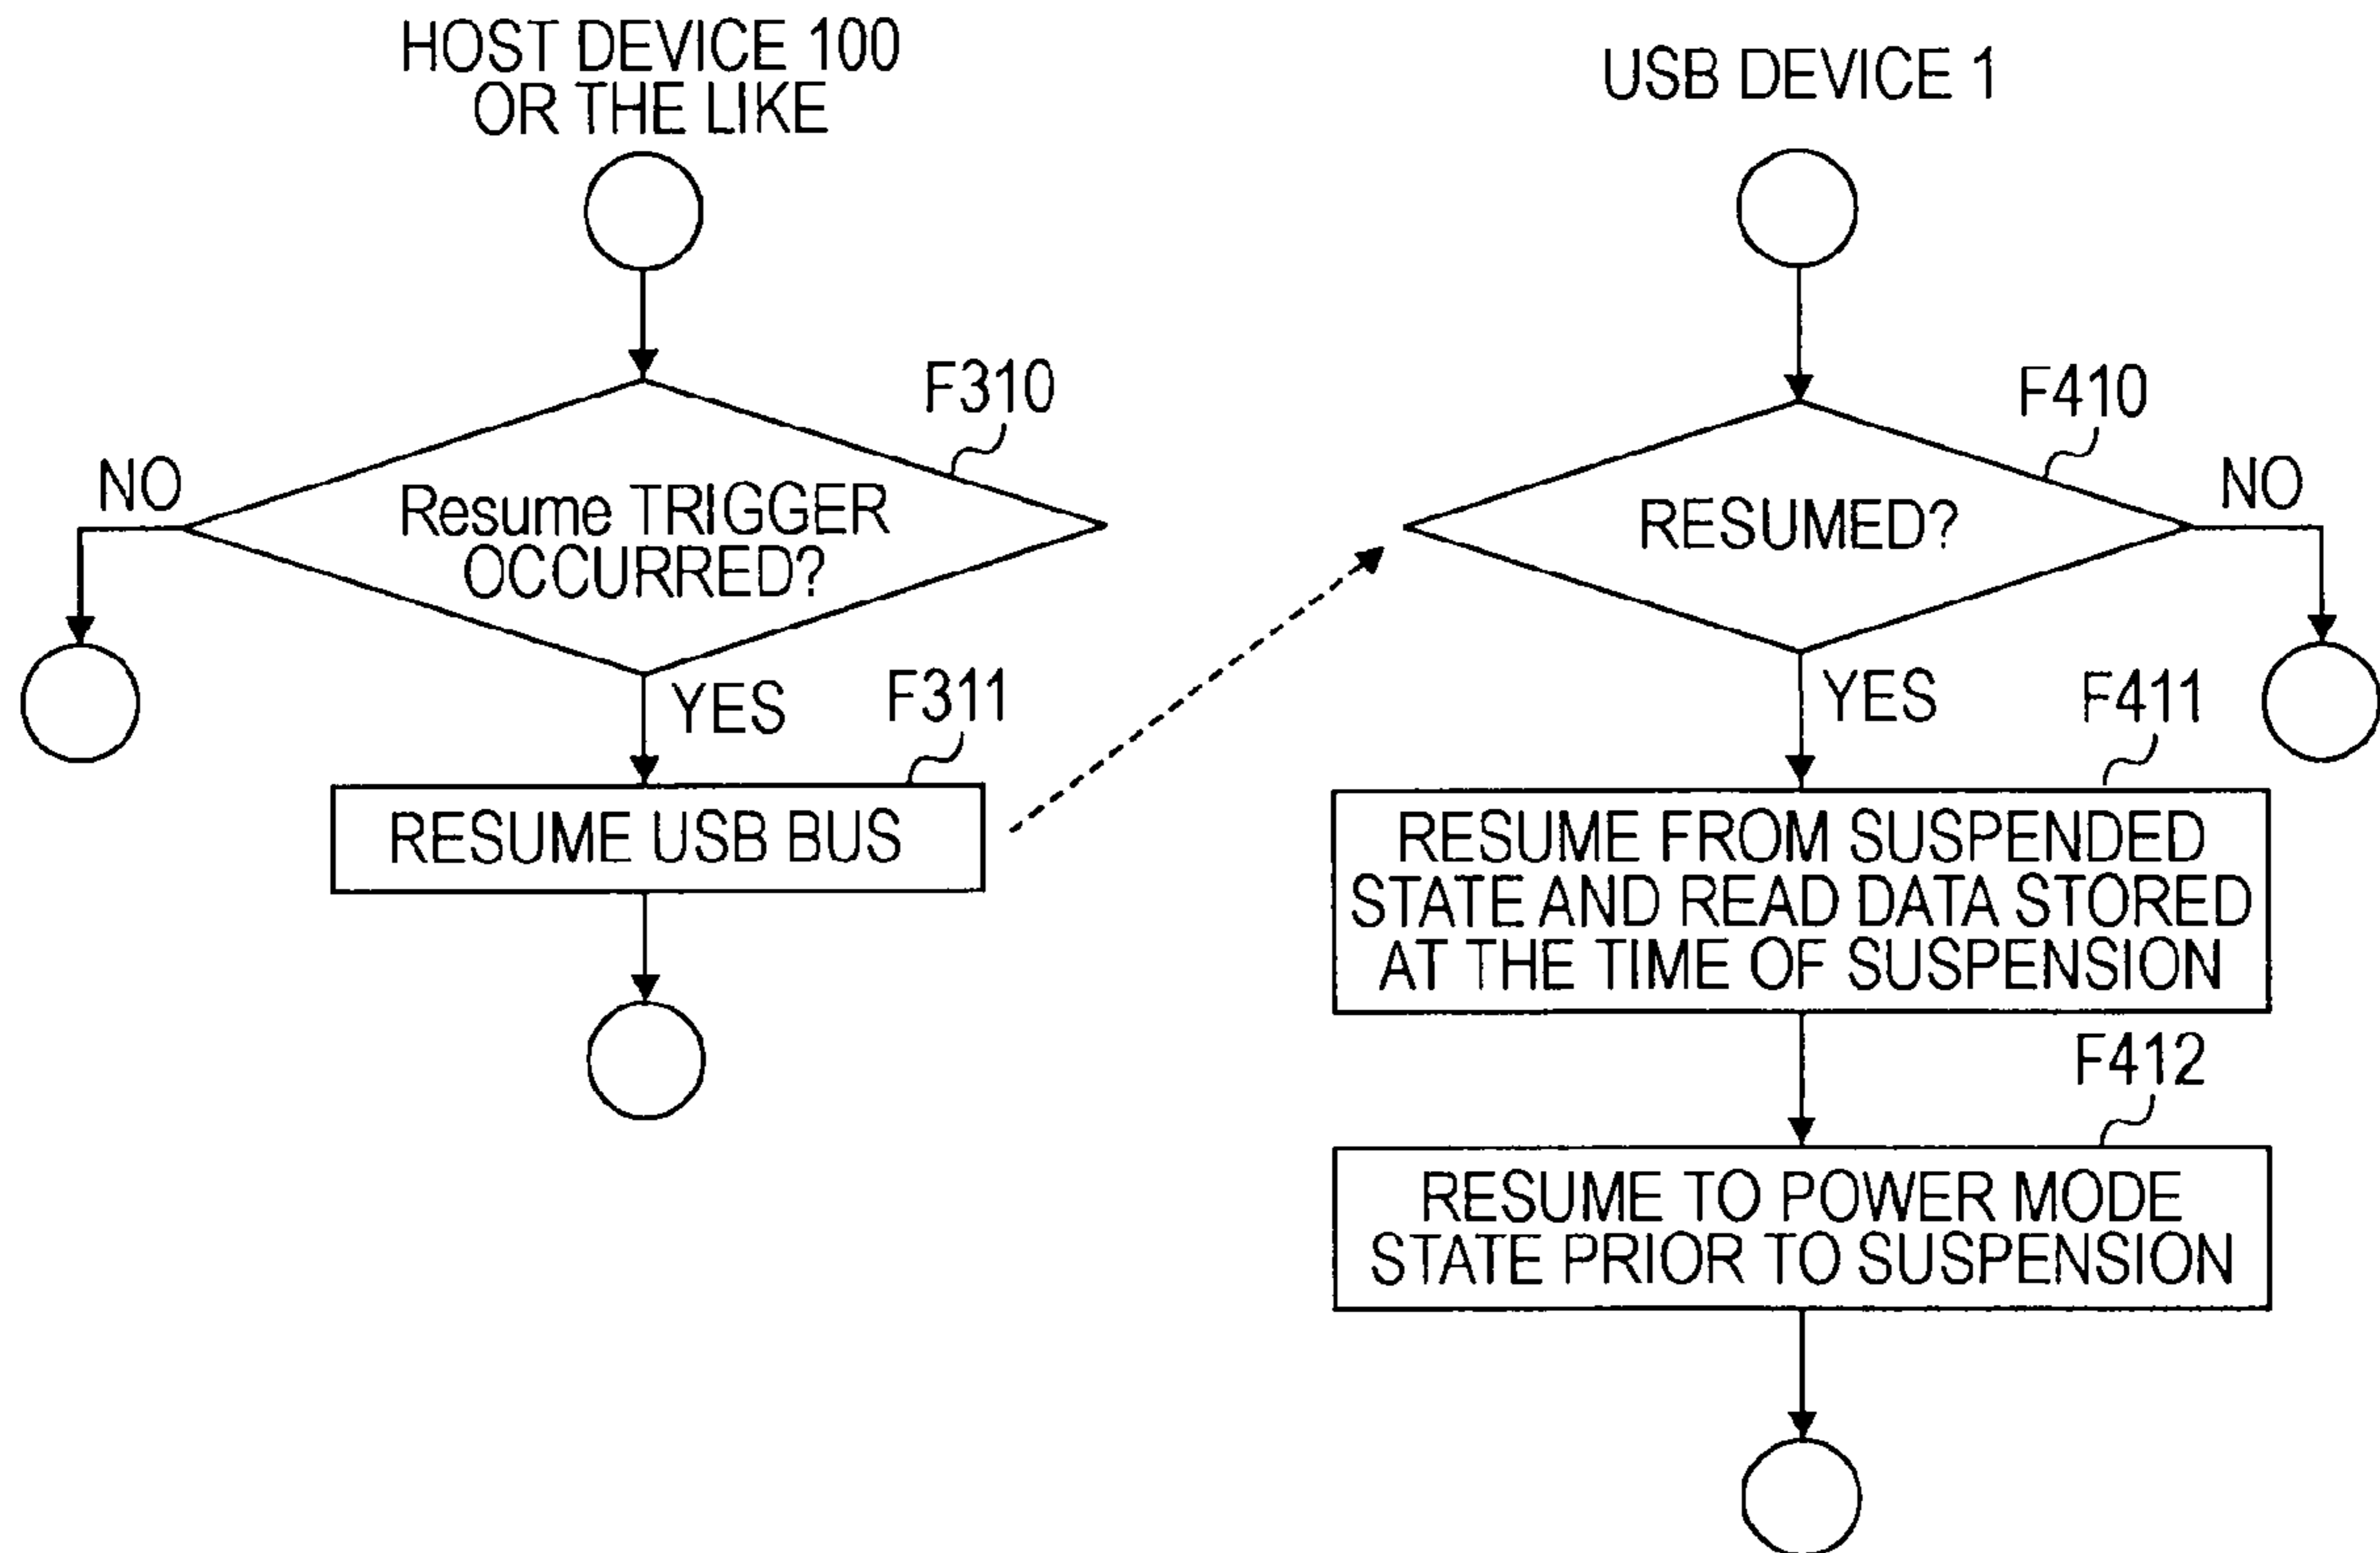 HOST DEVICE 100
OR THE LIKE
F310
NO
Resume TRIGGER
OCCURRED?
YES
F311
RESUME USB BUS
USB DEVICE 1
F410
NO
RESUMED?
YES
F411
RESUME FROM SUSPENDED
STATE AND READ DATA STORED
AT THE TIME OF SUSPENSION
F412
RESUME TO POWER MODE
STATE PRIOR TO SUSPENSION